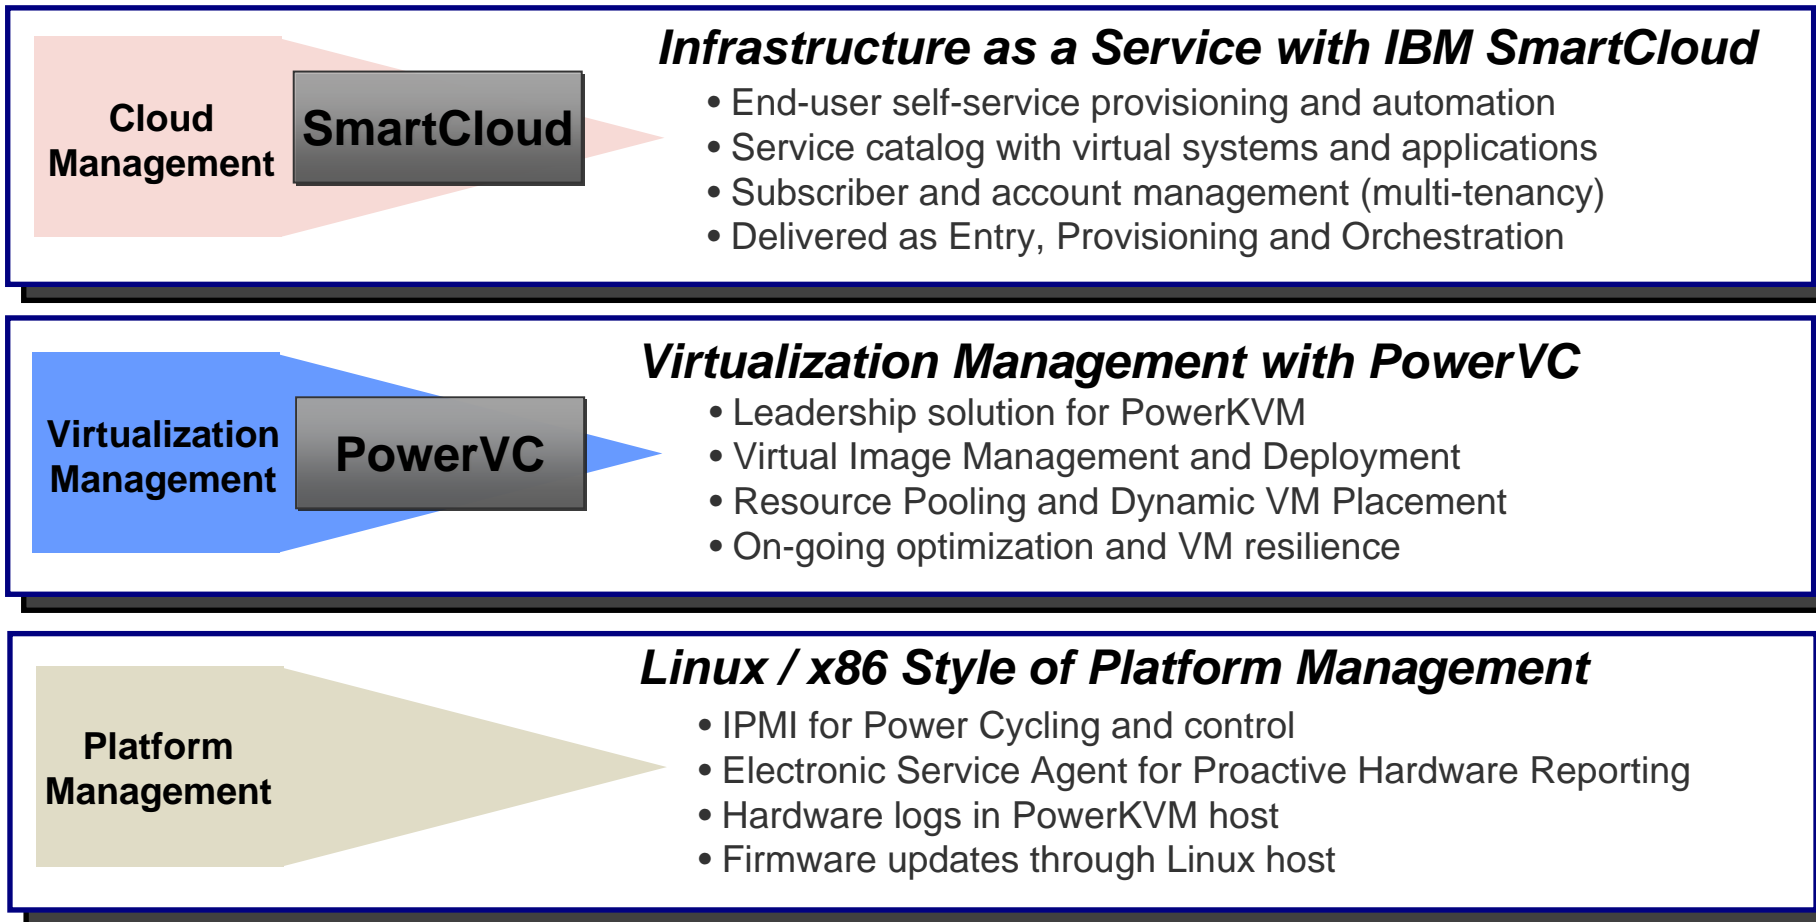 Infrastructure as a Service with IBM SmartCloud
Cloud
Management
SmartCloud
• End-user self-service provisioning and automation
• Service catalog with virtual systems and applications
• Subscriber and account management (multi-tenancy)
• Delivered as Entry, Provisioning and Orchestration
Virtualization Management with PowerVC
Virtualization
Management
PowerVC
• Leadership solution for PowerKVM
• Virtual Image Management and Deployment
• Resource Pooling and Dynamic VM Placement
• On-going optimization and VM resilience
Linux / x86 Style of Platform Management
Platform
Management
• IPMI for Power Cycling and control
• Electronic Service Agent for Proactive Hardware Reporting
• Hardware logs in PowerKVM host
• Firmware updates through Linux host